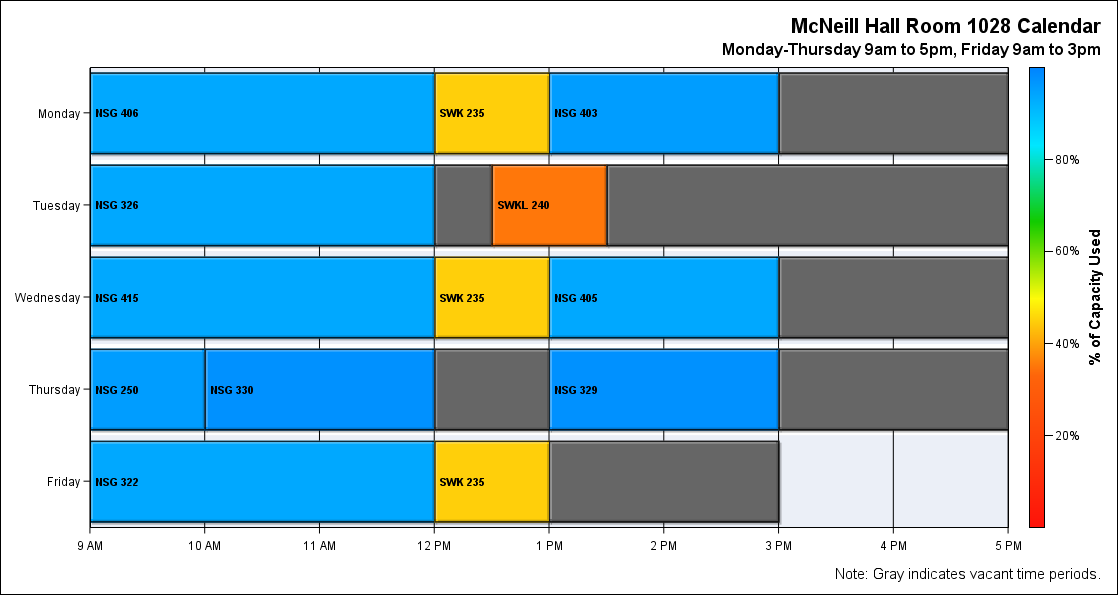 McNeill Hall Room 1028 Calendar
Monday-Thursday 9am to 5pm, Friday 9am to 3pm
Monday
NSG 406
SWK 235
NSG 403
Tuesday
NSG 326
SWKL 240
Wednesday
NSG 415
SWK 235
NSG 405
Thursday
NSG 250
NSG 330
NSG 329
Friday
NSG 322
SWK 235
9 AM
10 AM
11 AM
12 PM
1 PM
2 PM
3 PM
4 PM
5 PM
80%
60%
40%
20%
% of Capacity Used
Note: Gray indicates vacant time periods.